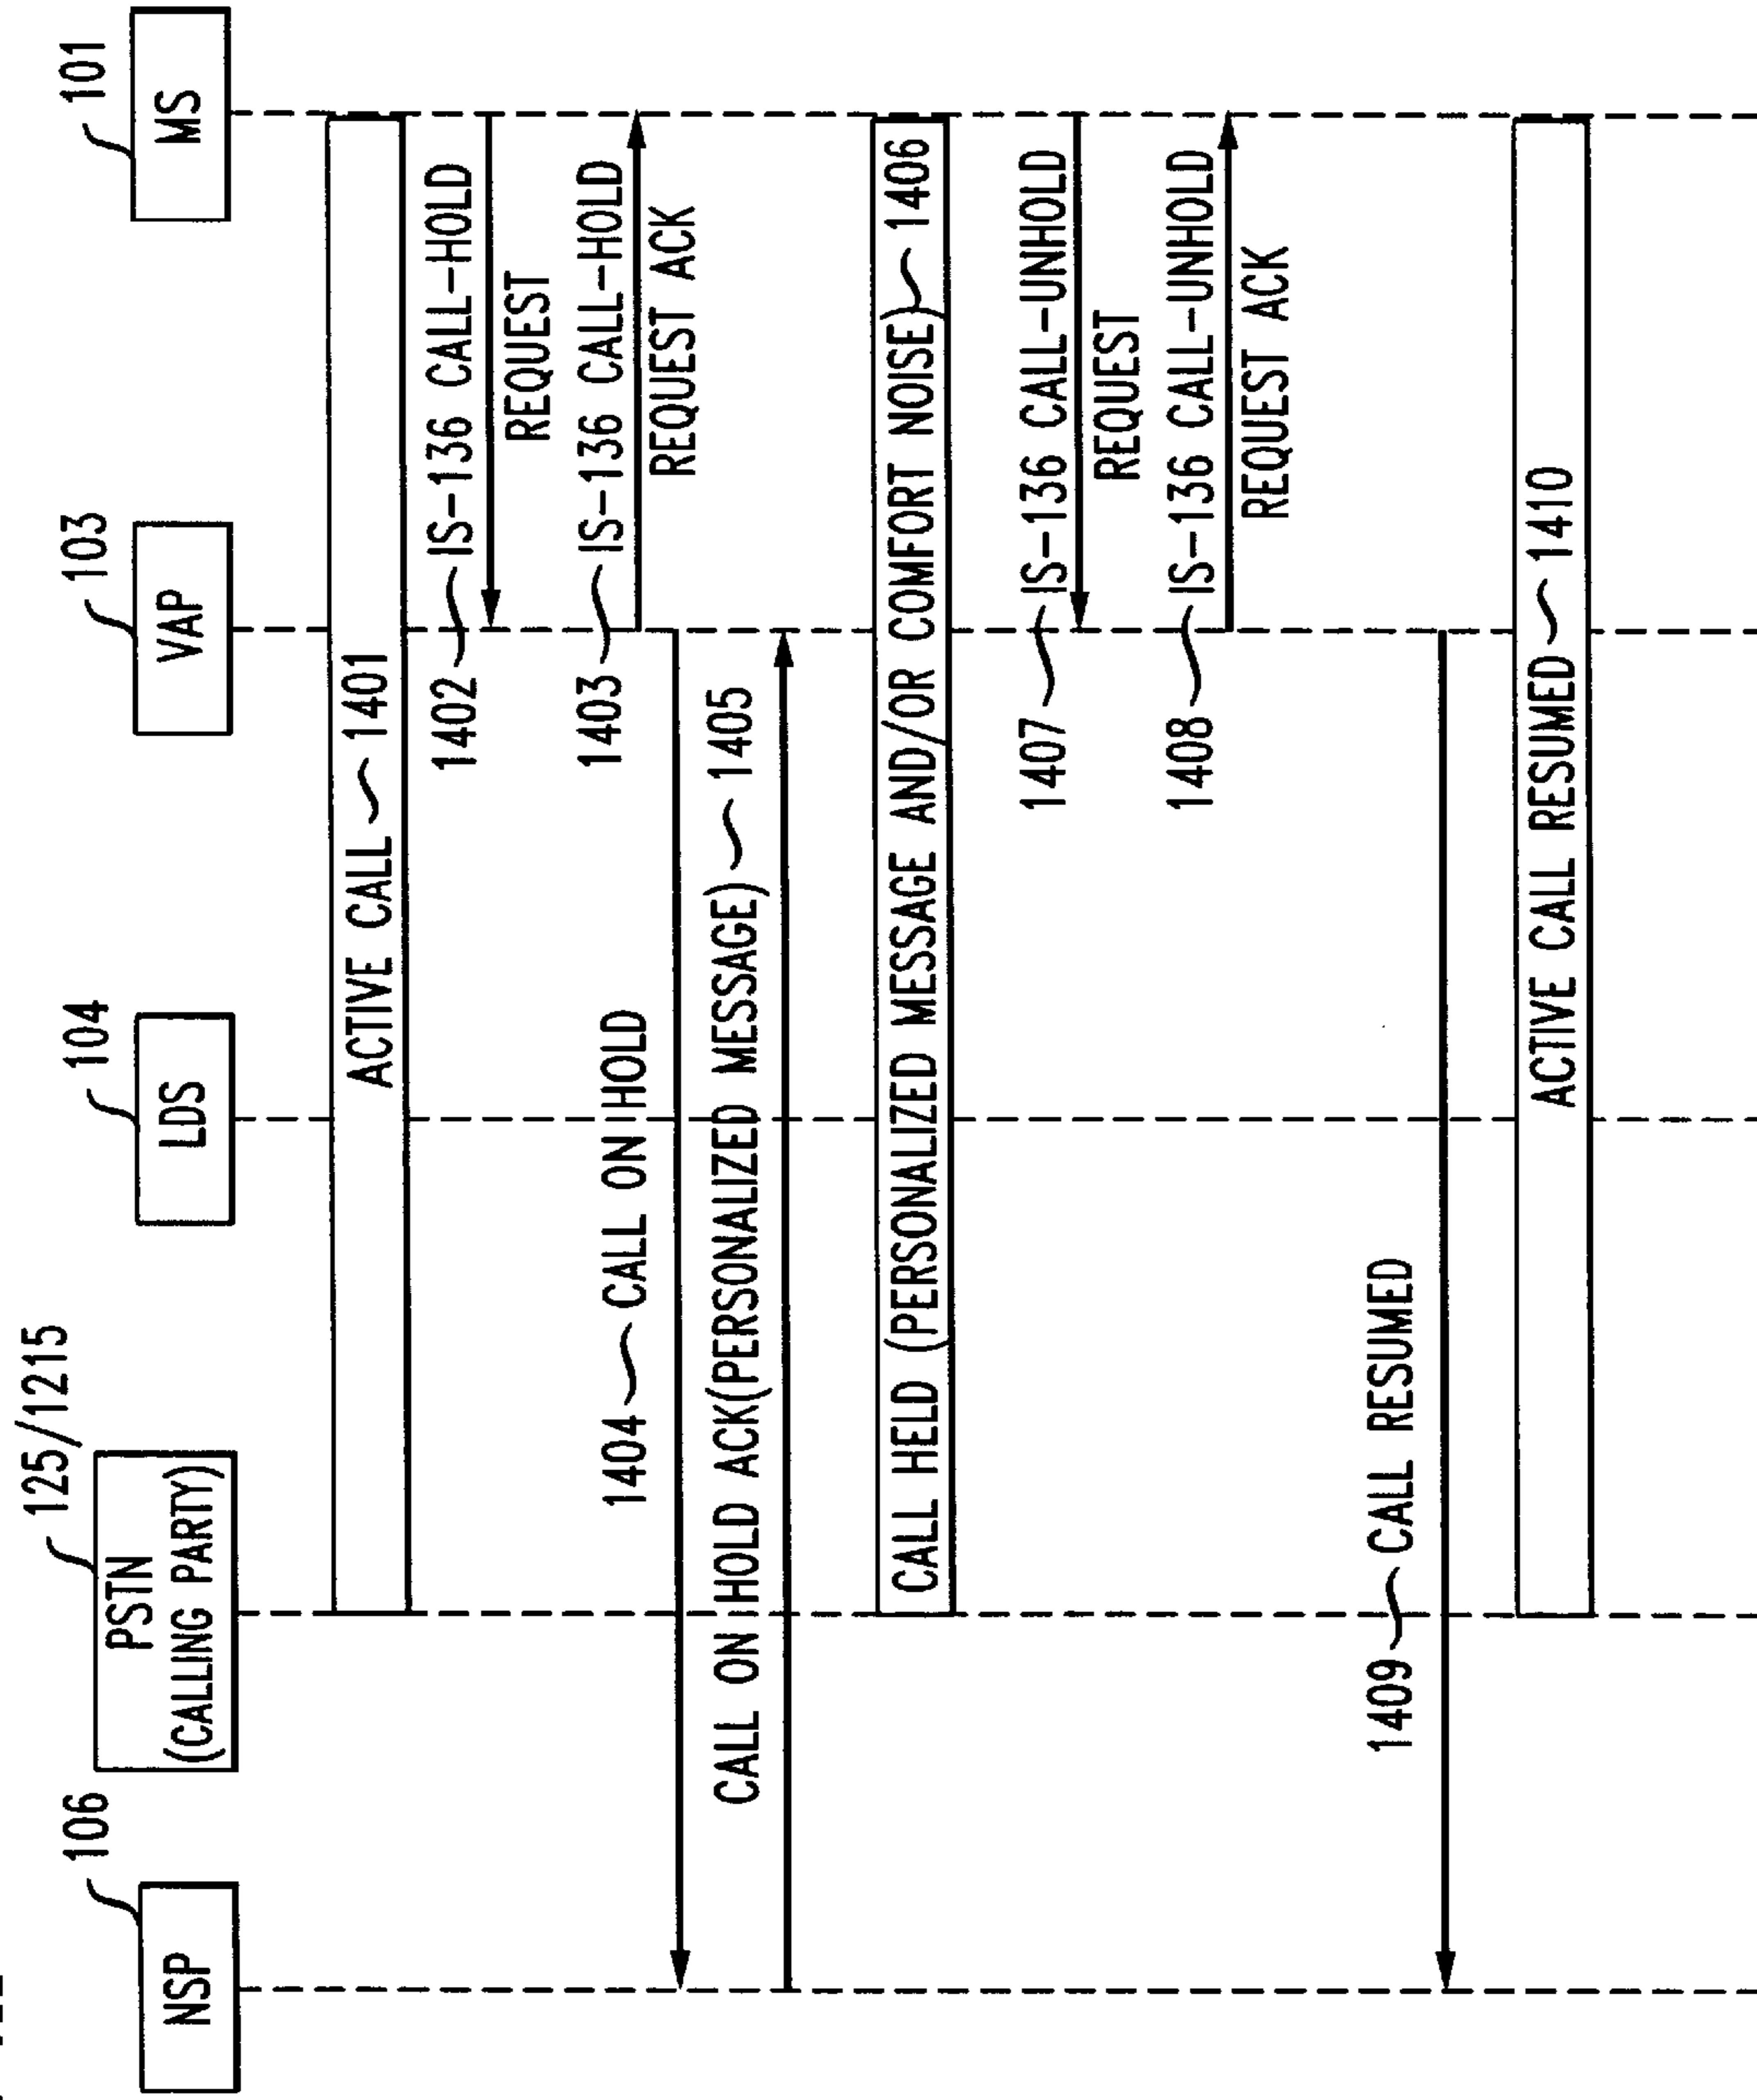 106
NSP
125/1215
PSTN
(CALLING PARTY)
104
LDS
103
VAP
101
MS
ACTIVE CALL 1401
1402 IS-136 CALL-HOLD
REQUEST
1403 IS-136 CALL-HOLD
REQUEST ACK
1404 CALL ON HOLD
CALL ON HOLD ACK(PERSONALIZED MESSAGE) 1405
CALL HELD (PERSONALIZED MESSAGE AND/OR COMFORT NOISE) 1406
1407 IS-136 CALL-UNHOLD
REQUEST
1408 IS-136 CALL-UNHOLD
REQUEST ACK
1409 CALL RESUMED
ACTIVE CALL RESUMED 1410